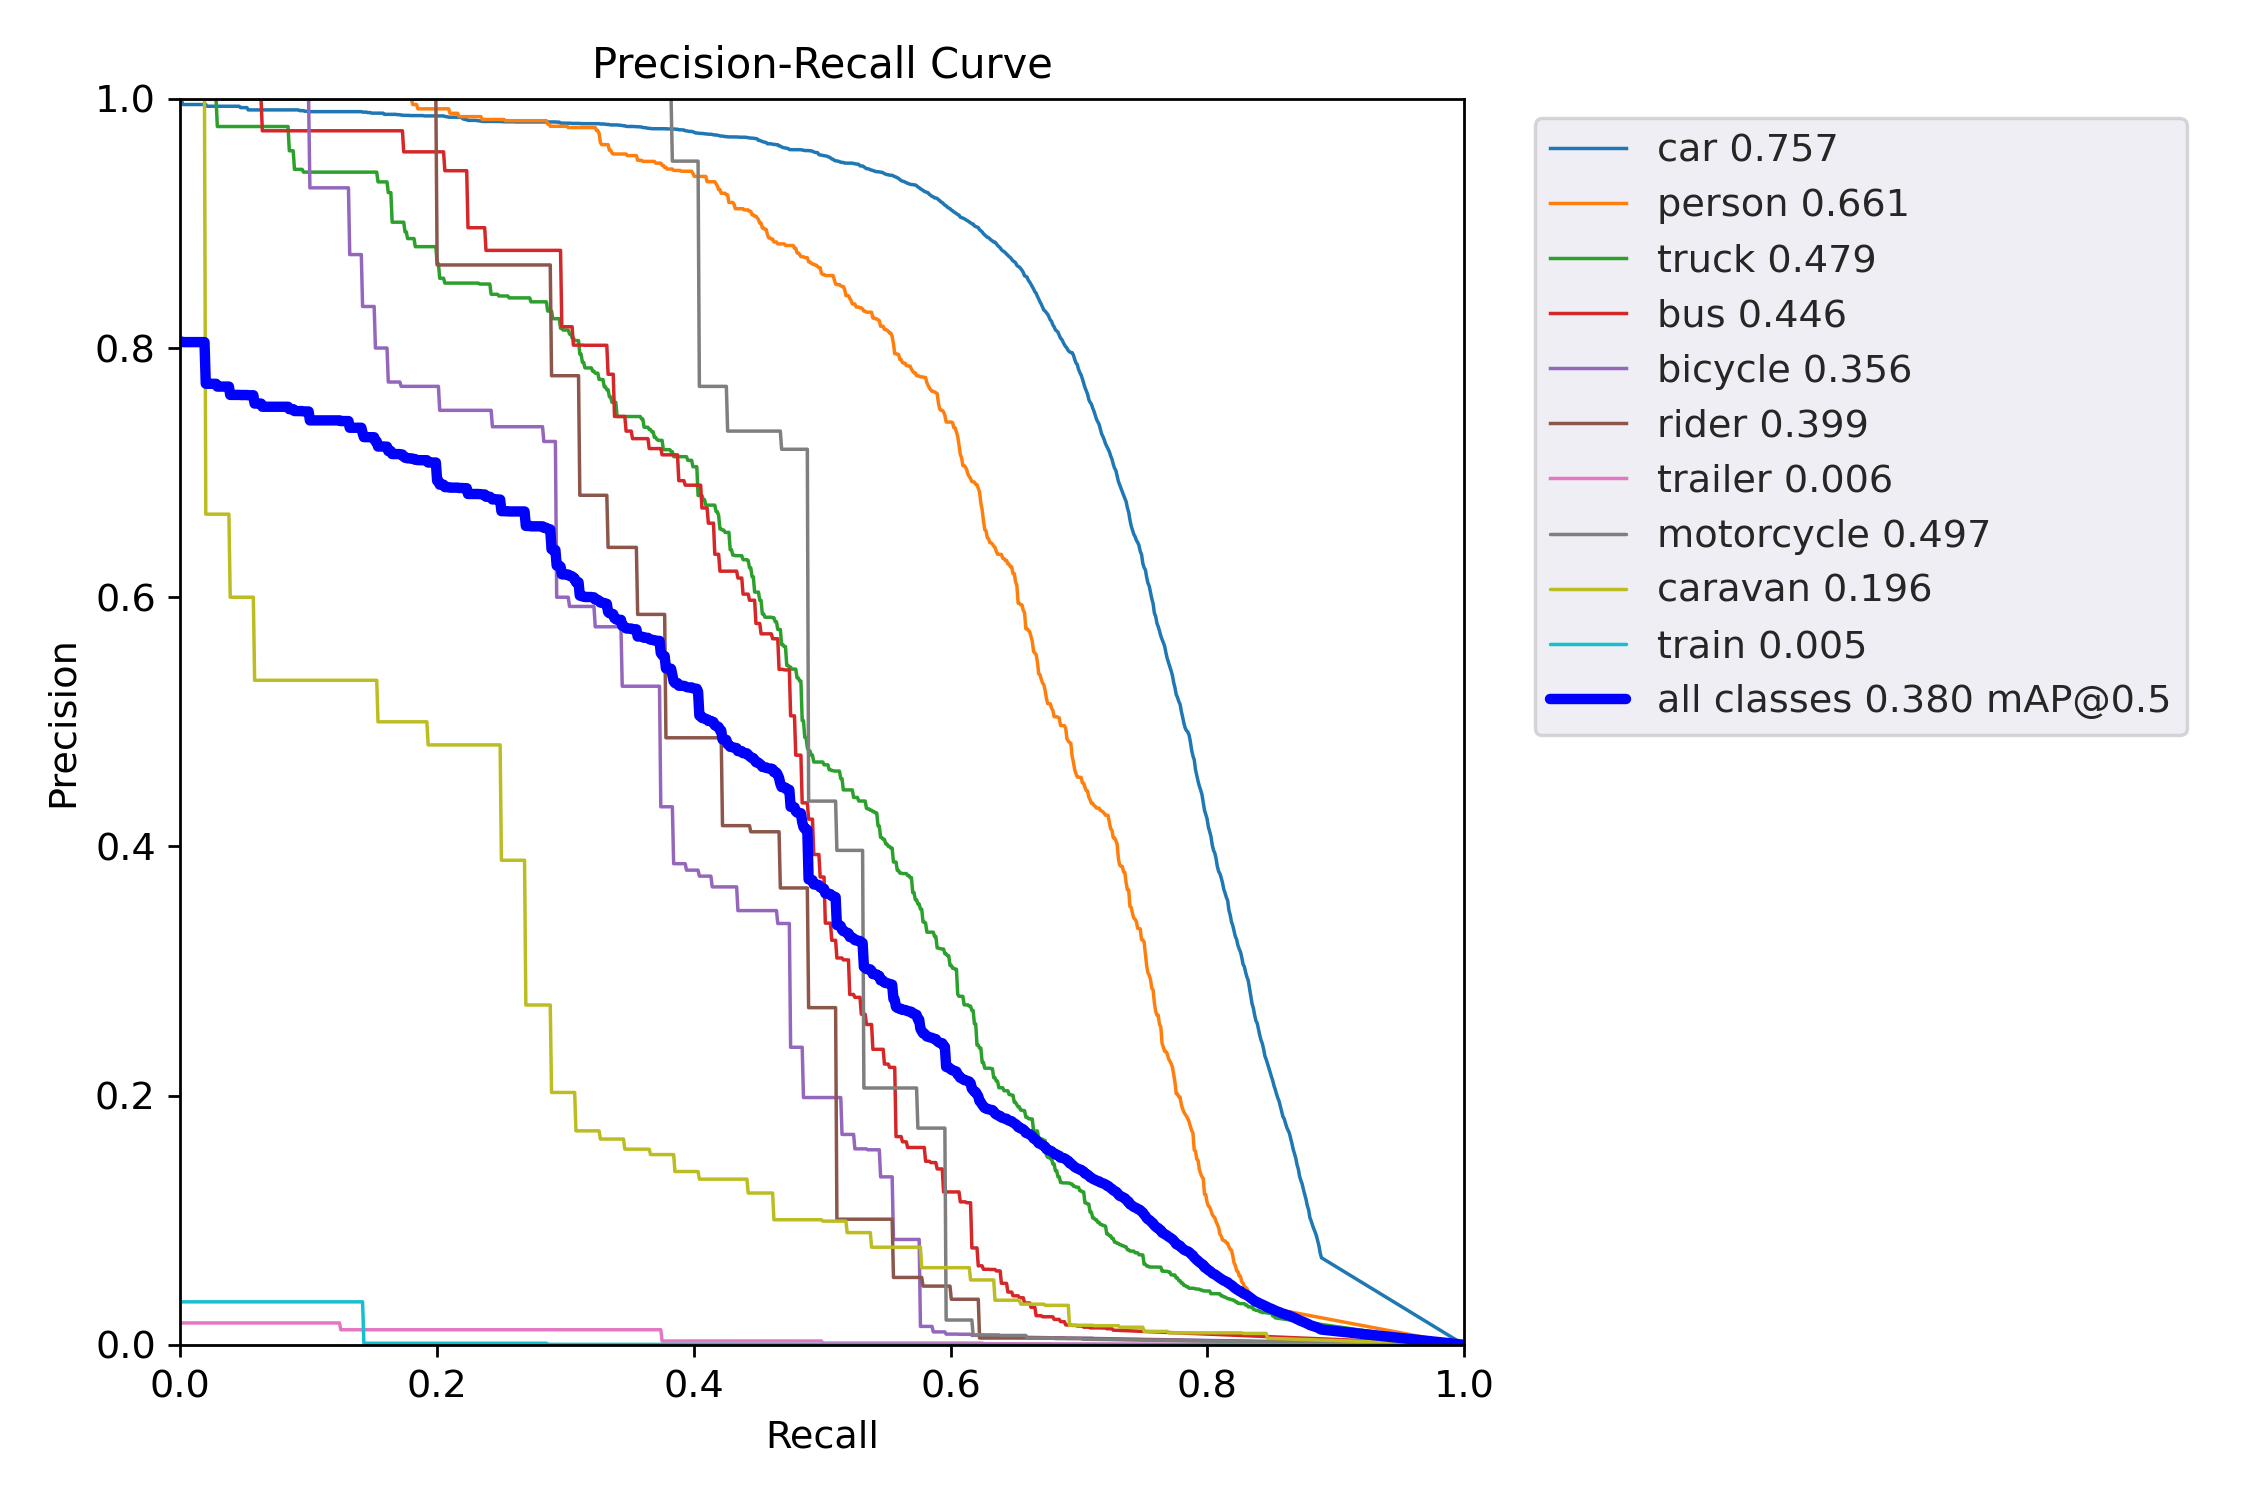 Precision-Recall Curve
1.0
0.8
0.6
0.4
0.2
0.0
Precision
0.0 0.2 0.4 0.6 0.8 1.0
Recall
car 0.757
person 0.661
truck 0.479
bus 0.446
bicycle 0.356
rider 0.399
trailer 0.006
motorcycle 0.497
caravan 0.196
train 0.005
all classes 0.380 mAP@0.5